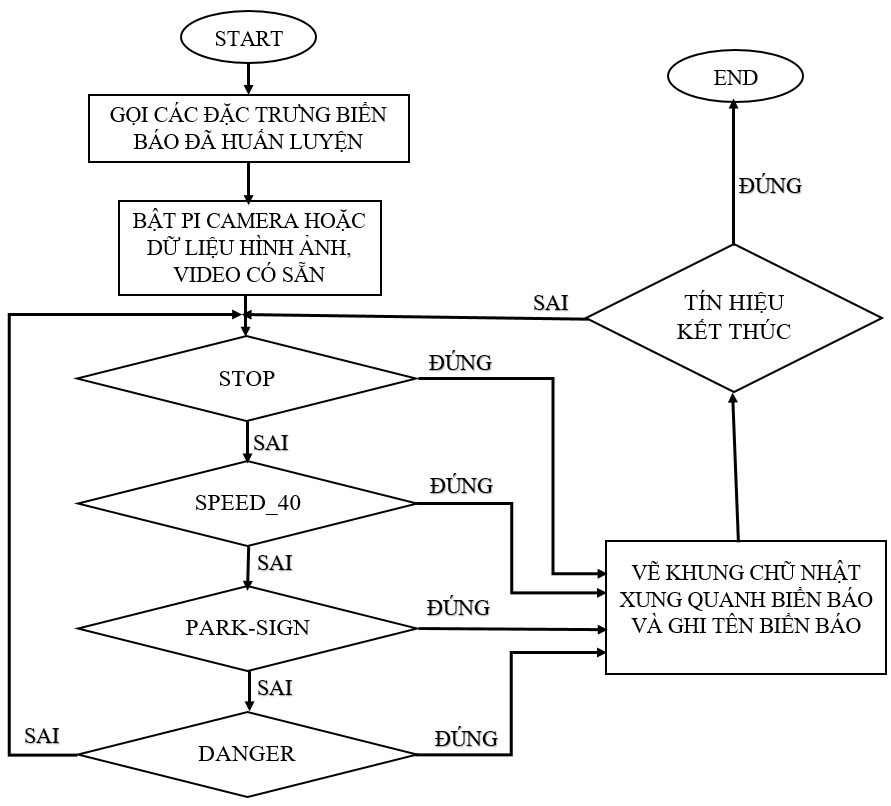 START
GỌI CÁC ĐẶC TRƯNG BIỂN
BÁO ĐÃ HUẤN LUYỆN
BẬT PI CAMERA HOẶC
DỮ LIỆU HÌNH ẢNH,
VIDEO CÓ SẴN
STOP
ĐÚNG
SAI
SPEED_40
ĐÚNG
SAI
PARK-SIGN
ĐÚNG
SAI
DANGER
ĐÚNG
SAI
VẼ KHUNG CHŨ NHẬT
XUNG QUANH BIỂN BÁO
VÀ GHI TÊN BIỂN BÁO
TÍN HIỆU
KẾT THÚC
SAI
ĐÚNG
END